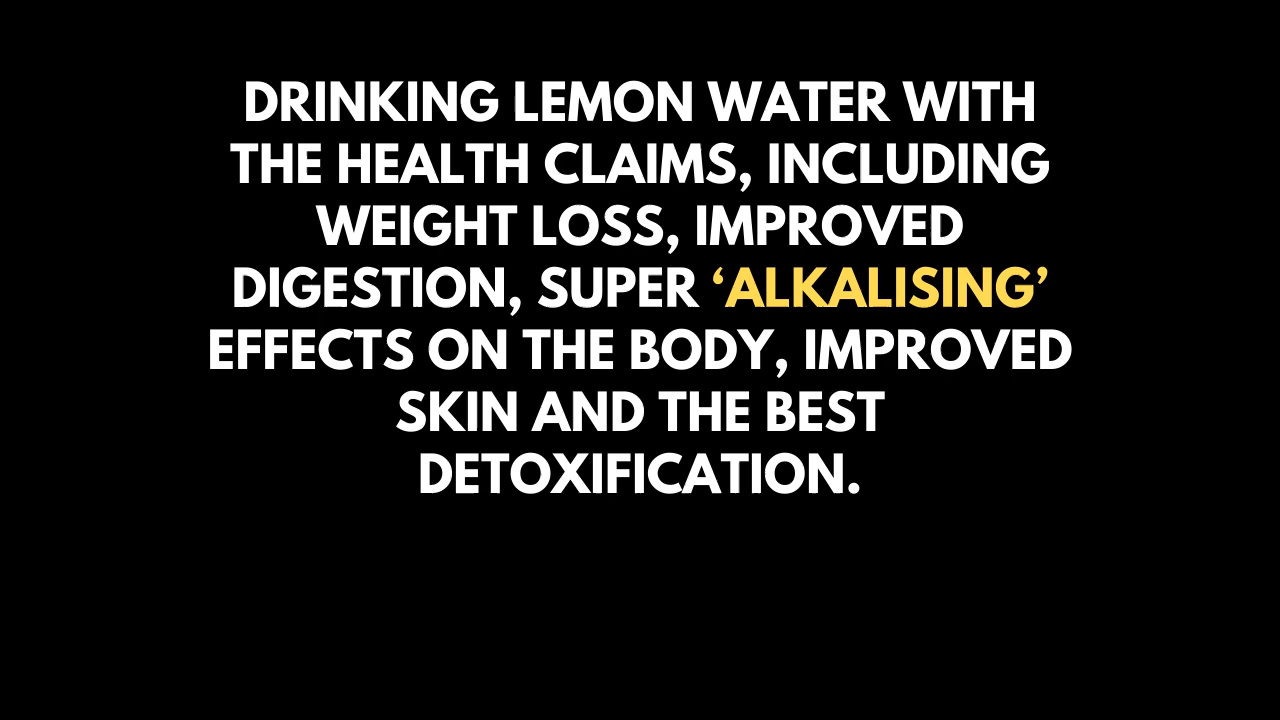 DRINKING LEMON WATER WITH
THE HEALTH CLAIMS, INCLUDING
WEIGHT LOSS, IMPROVED
DIGESTION, SUPER ‘ALKALISING’
EFFECTS ON THE BODY, IMPROVED
SKIN AND THE BEST
DETOXIFICATION.